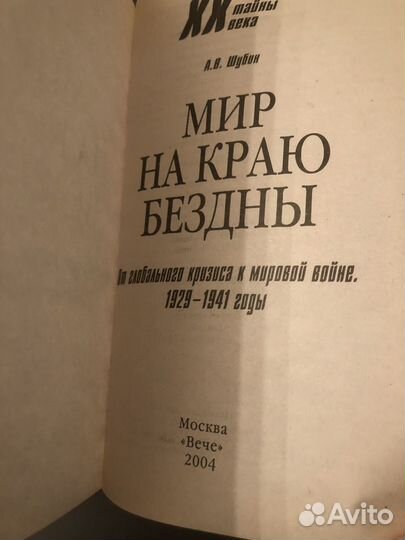 XX тайны
века
А.В. Шубин
МИР
НА КРАЮ
БЕЗДНЫ
От глобального кризиса к мировой войне.
1929–1941 годы
Москва
«Вече»
2004
Avito